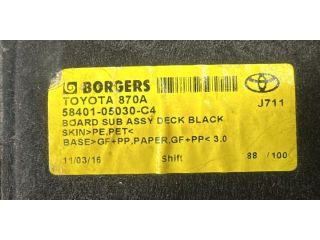 BORGERS
TOYOTA 870A
58401-05030-C4
BOARD SUB ASSY DECK BLACK
SKIN>PE,PET<
BASE>GF+PP,PAPER,GF+PP< 3.0
11/03/16 Shift 88 /100
TOYOTA
J711